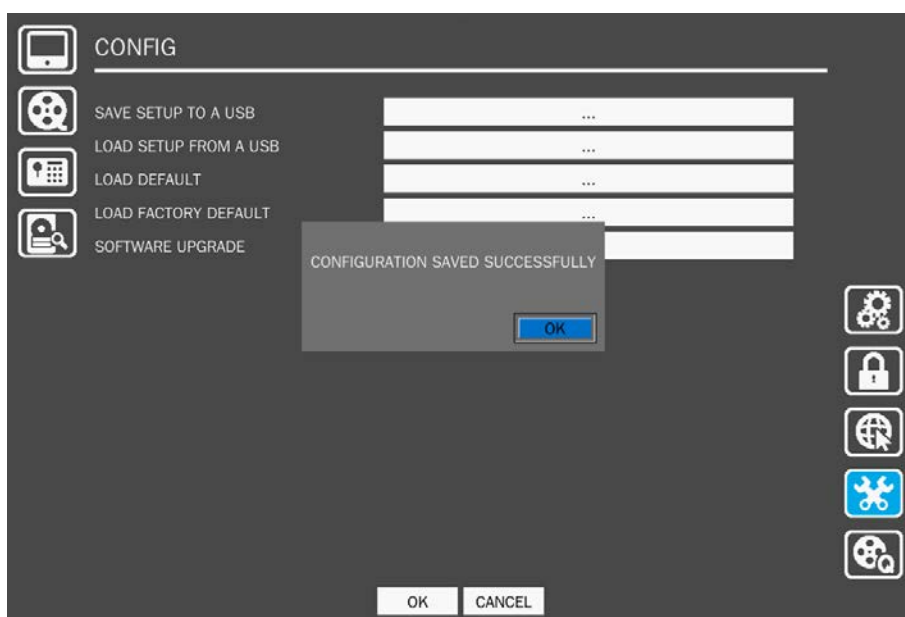 CONFIG
SAVE SETUP TO A USB ...
LOAD SETUP FROM A USB ...
LOAD DEFAULT ...
LOAD FACTORY DEFAULT ...
SOFTWARE UPGRADE
CONFIGURATION SAVED SUCCESSFULLY
OK
OK CANCEL